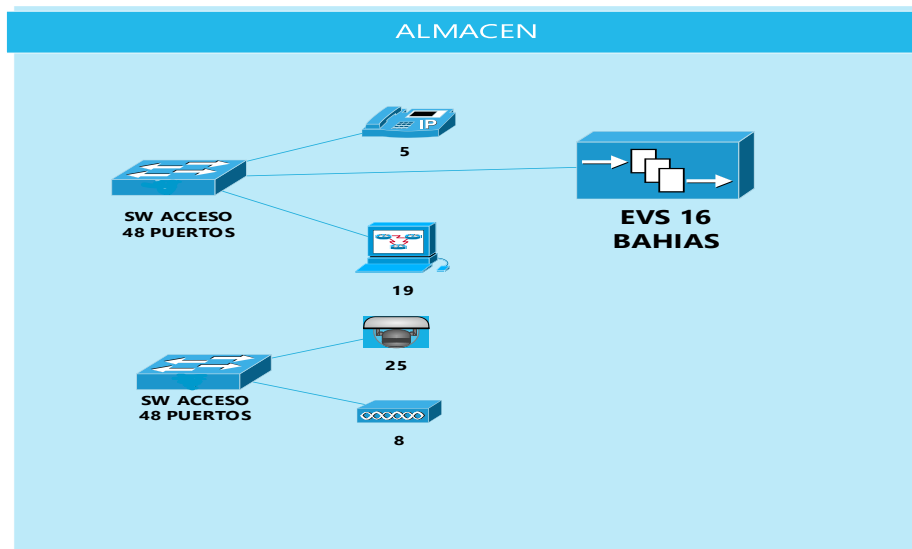 ALMACEN
IP
5
SW ACCESO
48 PUERTOS
EVS 16
BAHIAS
19
25
SW ACCESO
48 PUERTOS
8